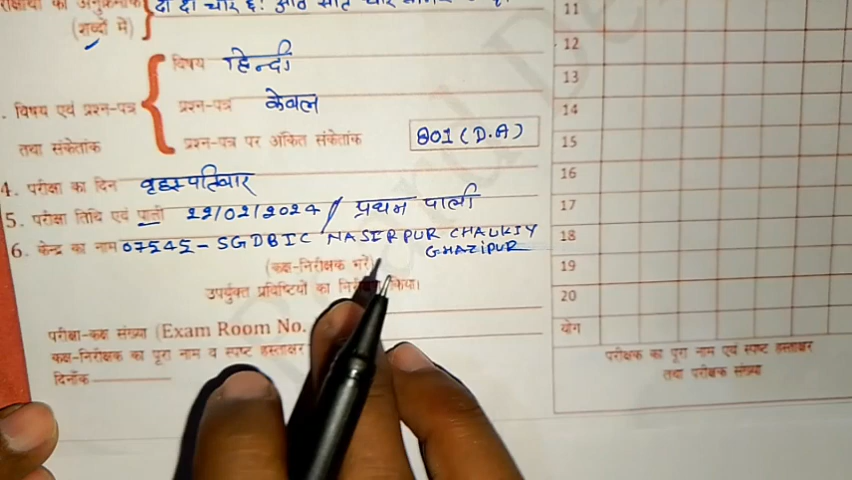 (शब्दों में)
विषय हिन्दी
. विषय एवं प्रश्न-पत्र
प्रश्न-पत्र केवल
तथा संकेतांक
प्रश्न-पत्र पर अंकित संकेतांक 801 (D.A)
4. परीक्षा का दिन वृहस्पतिवार
5. परीक्षा तिथि एवं पाली 22/02/2024 / प्रथम पाली
6. केन्द्र का नाम 07545- SGDBIC NASIRPUR CHAUKIY
GHAZIPUR
(कक्ष-निरीक्षक भरें)
उपर्युक्त प्रविष्टियों का किया।
परीक्षा-कक्ष संख्या (Exam Room No.
कक्ष-निरीक्षक का पूरा नाम व स्पष्ट हस्ताक्षर
दिनाँक
11
12
13
14
15
16
17
18
19
20
योग
परीक्षक का पूरा नाम एवं स्पष्ट हस्ताक्षर
तथा परीक्षक संख्या